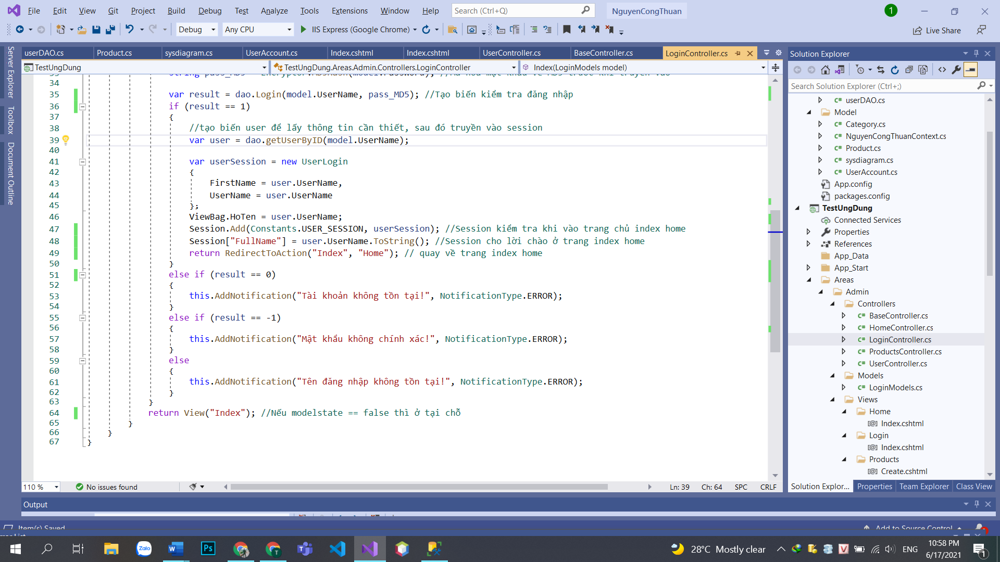 File Edit View Git Project Build Debug Test Analyze Tools Extensions Window Help Search (Ctrl+Q) NguyenCongThuan 1
Debug Any CPU IIS Express (Google Chrome) Live Share
userDAO.cs Product.cs sysdiagram.cs UserAccount.cs Index.cshtml Index.cshtml UserController.cs BaseController.cs LoginController.cs
TestUngDung TestUngDung.Areas.Admin.Controllers.LoginController Index(LoginModels model)
Server Explorer
Toolbox
Document Outline
34
35 var result = dao.Login(model.UserName, pass_MD5); //Tạo biến kiểm tra đăng nhập
36 if (result == 1)
37 {
38 //tạo biến user để lấy thông tin cần thiết, sau đó truyền vào session
39 var user = dao.getUserByID(model.UserName);
40
41 var userSession = new UserLogin
42 {
43 FirstName = user.UserName,
44 UserName = user.UserName
45 };
46 ViewBag.HoTen = user.UserName;
47 Session.Add(Constants.USER_SESSION, userSession); //Session kiểm tra khi vào trang chủ index home
48 Session["FullName"] = user.UserName.ToString(); //Session cho lời chào ở trang index home
49 return RedirectToAction("Index", "Home"); // quay về trang index home
50 }
51 else if (result == 0)
52 {
53 this.AddNotification("Tài khoản không tồn tại!", NotificationType.ERROR);
54 }
55 else if (result == -1)
56 {
57 this.AddNotification("Mật khẩu không chính xác!", NotificationType.ERROR);
58 }
59 else
60 {
61 this.AddNotification("Tên đăng nhập không tồn tại!", NotificationType.ERROR);
62 }
63 }
64 return View("Index"); //Nếu modelstate == false thì ở tại chỗ
65 }
66 }
67 }
110 % No issues found Ln: 39 Ch: 64 SPC CRLF
Solution Explorer
Search Solution Explorer (Ctrl+;)
C# userDAO.cs
Model
C# Category.cs
C# NguyenCongThuanContext.cs
C# Product.cs
C# sysdiagram.cs
C# UserAccount.cs
App.config
packages.config
TestUngDung
Connected Services
Properties
References
App_Data
App_Start
Areas
Admin
Controllers
C# BaseController.cs
C# HomeController.cs
C# LoginController.cs
C# ProductsController.cs
C# UserController.cs
Models
C# LoginModels.cs
Views
Home
[@] Index.cshtml
Login
[@] Index.cshtml
Products
[@] Create.cshtml
Solution Explor... Properties Team Explorer Class View
Output
Item(s) Saved Add to Source Control
Zalo W Ps T 28°C Mostly clear V ENG 10:58 PM
6/17/2021 1